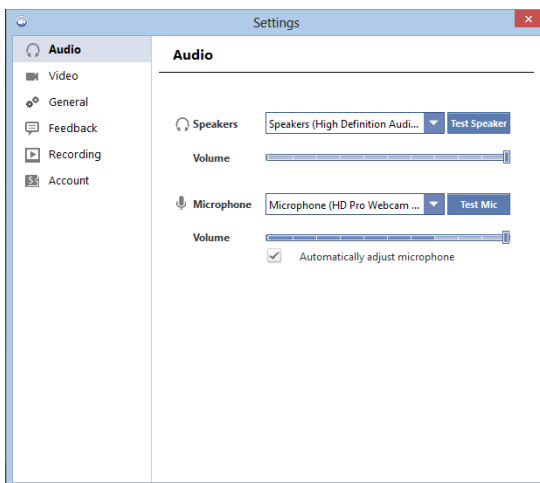 Settings
Audio
Video
General
Feedback
Recording
Account
Audio
Speakers Speakers (High Definition Audi... Test Speaker
Volume
Microphone Microphone (HD Pro Webcam ... Test Mic
Volume
Automatically adjust microphone